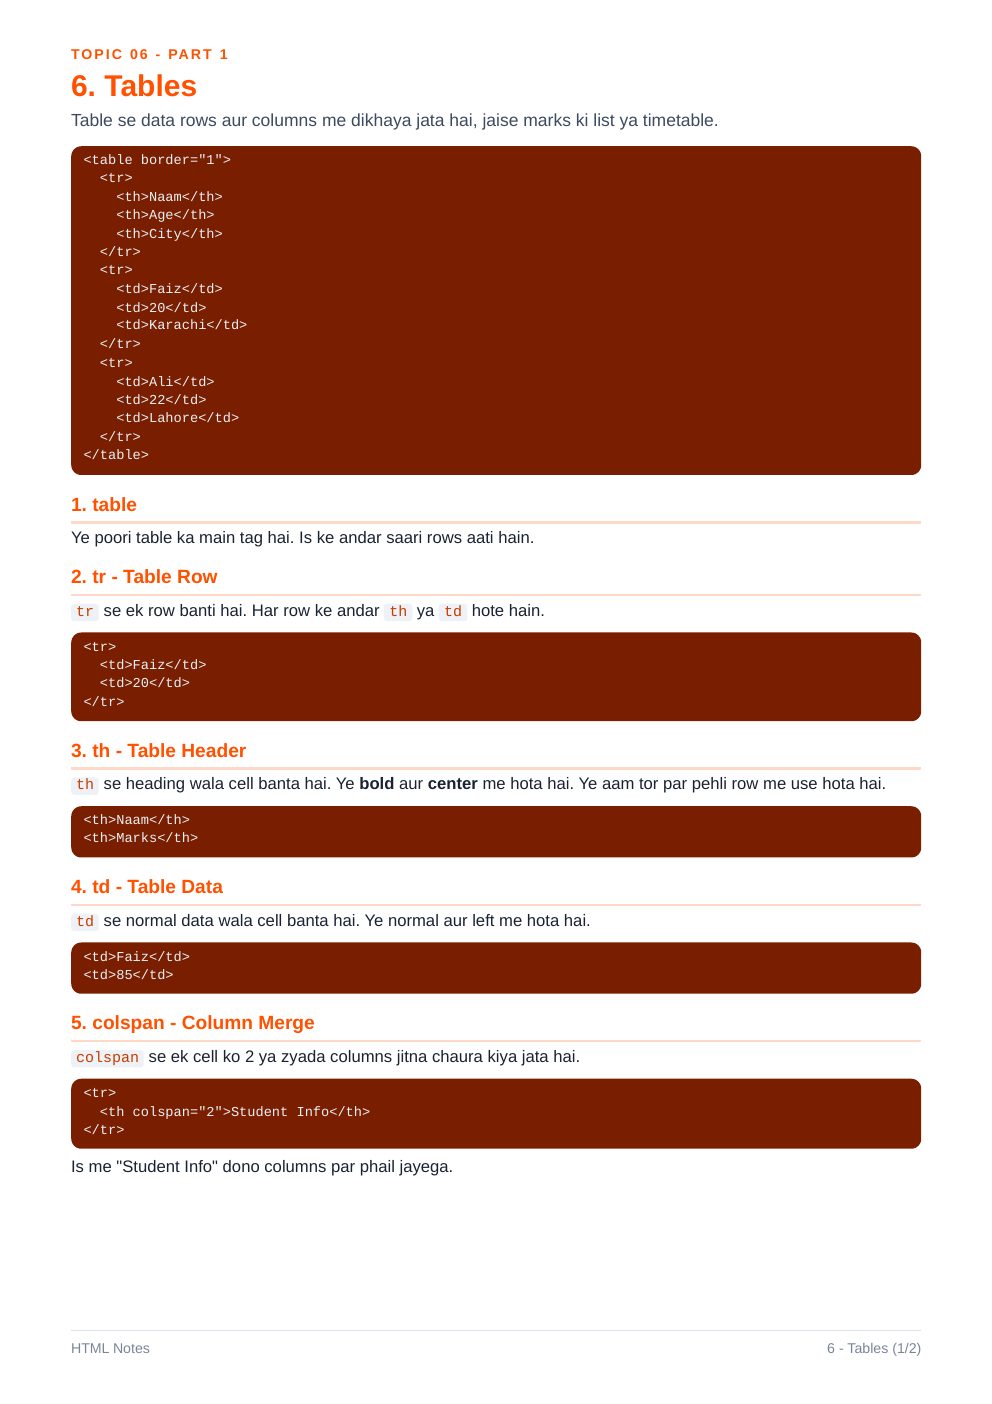 TOPIC 06 - PART 1
6. Tables
Table se data rows aur columns me dikhaya jata hai, jaise marks ki list ya timetable.
<table border="1">
  <tr>
    <th>Naam</th>
    <th>Age</th>
    <th>City</th>
  </tr>
  <tr>
    <td>Faiz</td>
    <td>20</td>
    <td>Karachi</td>
  </tr>
  <tr>
    <td>Ali</td>
    <td>22</td>
    <td>Lahore</td>
  </tr>
</table>
1. table
Ye poori table ka main tag hai. Is ke andar saari rows aati hain.
2. tr - Table Row
tr se ek row banti hai. Har row ke andar th ya td hote hain.
<tr>
  <td>Faiz</td>
  <td>20</td>
</tr>
3. th - Table Header
th se heading wala cell banta hai. Ye bold aur center me hota hai. Ye aam tor par pehli row me use hota hai.
<th>Naam</th>
<th>Marks</th>
4. td - Table Data
td se normal data wala cell banta hai. Ye normal aur left me hota hai.
<td>Faiz</td>
<td>85</td>
5. colspan - Column Merge
colspan se ek cell ko 2 ya zyada columns jitna chaura kiya jata hai.
<tr>
  <th colspan="2">Student Info</th>
</tr>
Is me "Student Info" dono columns par phail jayega.
HTML Notes
6 - Tables (1/2)